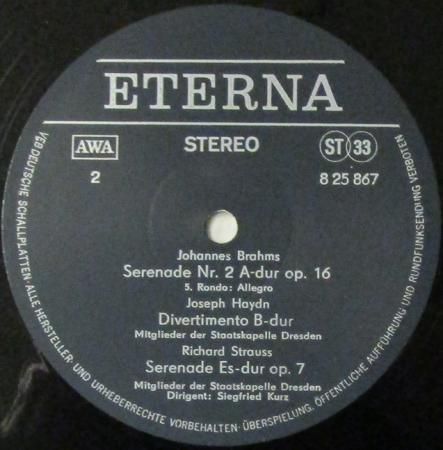 ETERNA
AWA
STEREO
ST 33
2
8 25 867
Johannes Brahms
Serenade Nr. 2 A-dur op. 16
5. Rondo: Allegro
Joseph Haydn
Divertimento B-dur
Mitglieder der Staatskapelle Dresden
Richard Strauss
Serenade Es-dur op. 7
Mitglieder der Staatskapelle Dresden
Dirigent: Siegfried Kurz
VEB DEUTSCHE SCHALLPLATTEN · ALLE HERSTELLER- UND URHEBERRECHTE VORBEHALTEN · ÜBERSPIELUNG, ÖFFENTLICHE AUFFÜHRUNG UND RUNDFUNKSENDUNG VERBOTEN